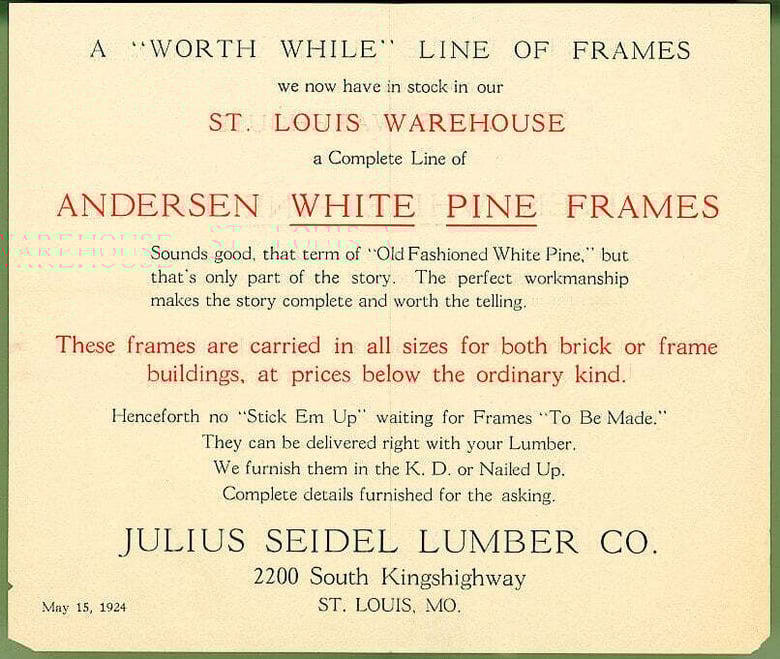 A "WORTH WHILE" LINE OF FRAMES
we now have in stock in our
ST. LOUIS WAREHOUSE
a Complete Line of
ANDERSEN WHITE PINE FRAMES
Sounds good, that term of "Old Fashioned White Pine," but
that's only part of the story. The perfect workmanship
makes the story complete and worth the telling.
These frames are carried in all sizes for both brick or frame
buildings, at prices below the ordinary kind.
Henceforth no "Stick Em Up" waiting for Frames "To Be Made."
They can be delivered right with your Lumber.
We furnish them in the K. D. or Nailed Up.
Complete details furnished for the asking.
JULIUS SEIDEL LUMBER CO.
2200 South Kingshighway
May 15, 1924
ST. LOUIS, MO.